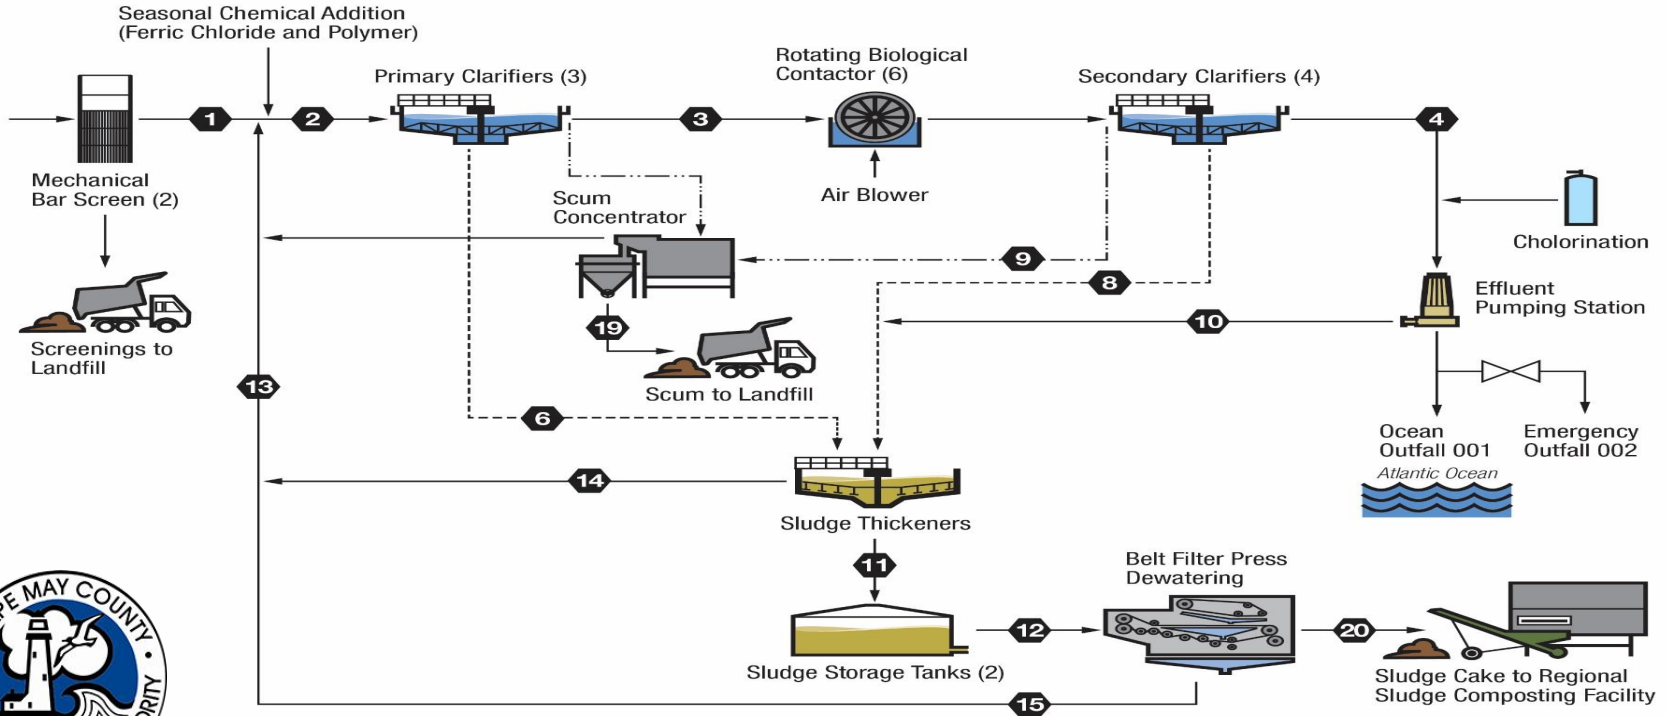 Seasonal Chemical Addition
(Ferric Chloride and Polymer)
Primary Clarifiers (3)
Rotating Biological
Contactor (6)
Secondary Clarifiers (4)
1
2
3
4
Mechanical
Bar Screen (2)
Air Blower
Scum
Concentrator
Cholorination
9
8
Effluent
Pumping Station
10
19
Screenings to
Landfill
Scum to Landfill
13
6
Ocean
Outfall 001
Emergency
Outfall 002
Atlantic Ocean
14
Sludge Thickeners
11
Belt Filter Press
Dewatering
12
20
Sludge Storage Tanks (2)
Sludge Cake to Regional
Sludge Composting Facility
15
MAY COUNTY